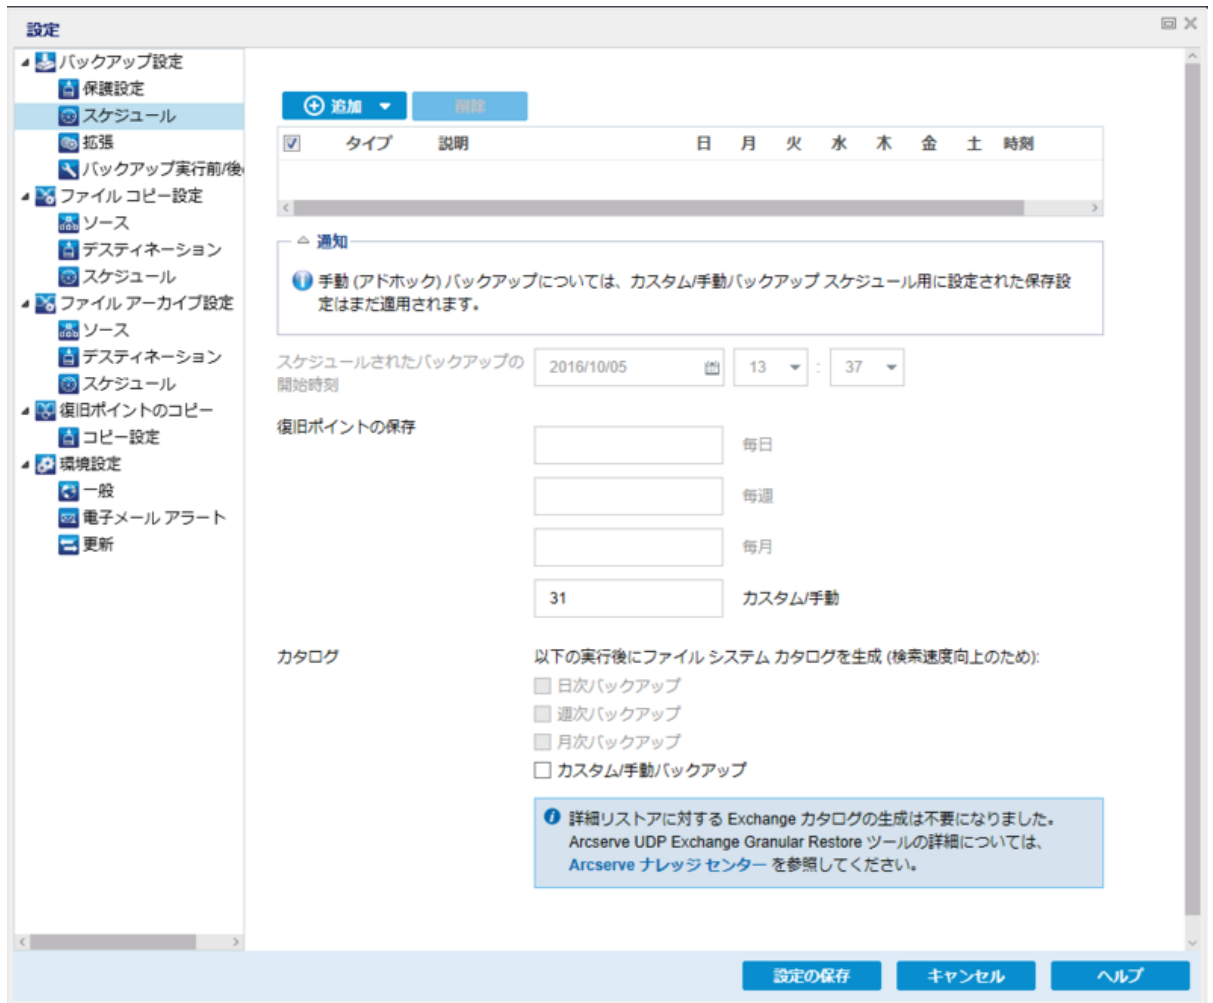 設定
バックアップ設定
保護設定
スケジュール
拡張
バックアップ実行前/後
ファイル コピー設定
ソース
デスティネーション
スケジュール
ファイル アーカイブ設定
ソース
デスティネーション
スケジュール
復旧ポイントのコピー
コピー設定
環境設定
一般
電子メール アラート
更新
追加 削除
タイプ 説明 日 月 火 水 木 金 土 時刻
通知
手動 (アドホック) バックアップについては、カスタム/手動バックアップ スケジュール用に設定された保存設
定はまだ適用されます。
スケジュールされたバックアップの
開始時刻
2016/10/05 13 : 37
復旧ポイントの保存
毎日
毎週
毎月
31 カスタム/手動
カタログ
以下の実行後にファイル システム カタログを生成 (検索速度向上のため):
日次バックアップ
週次バックアップ
月次バックアップ
カスタム/手動バックアップ
詳細リストアに対する Exchange カタログの生成は不要になりました。
Arcserve UDP Exchange Granular Restore ツールの詳細については、
Arcserve ナレッジ センター を参照してください。
設定の保存 キャンセル ヘルプ